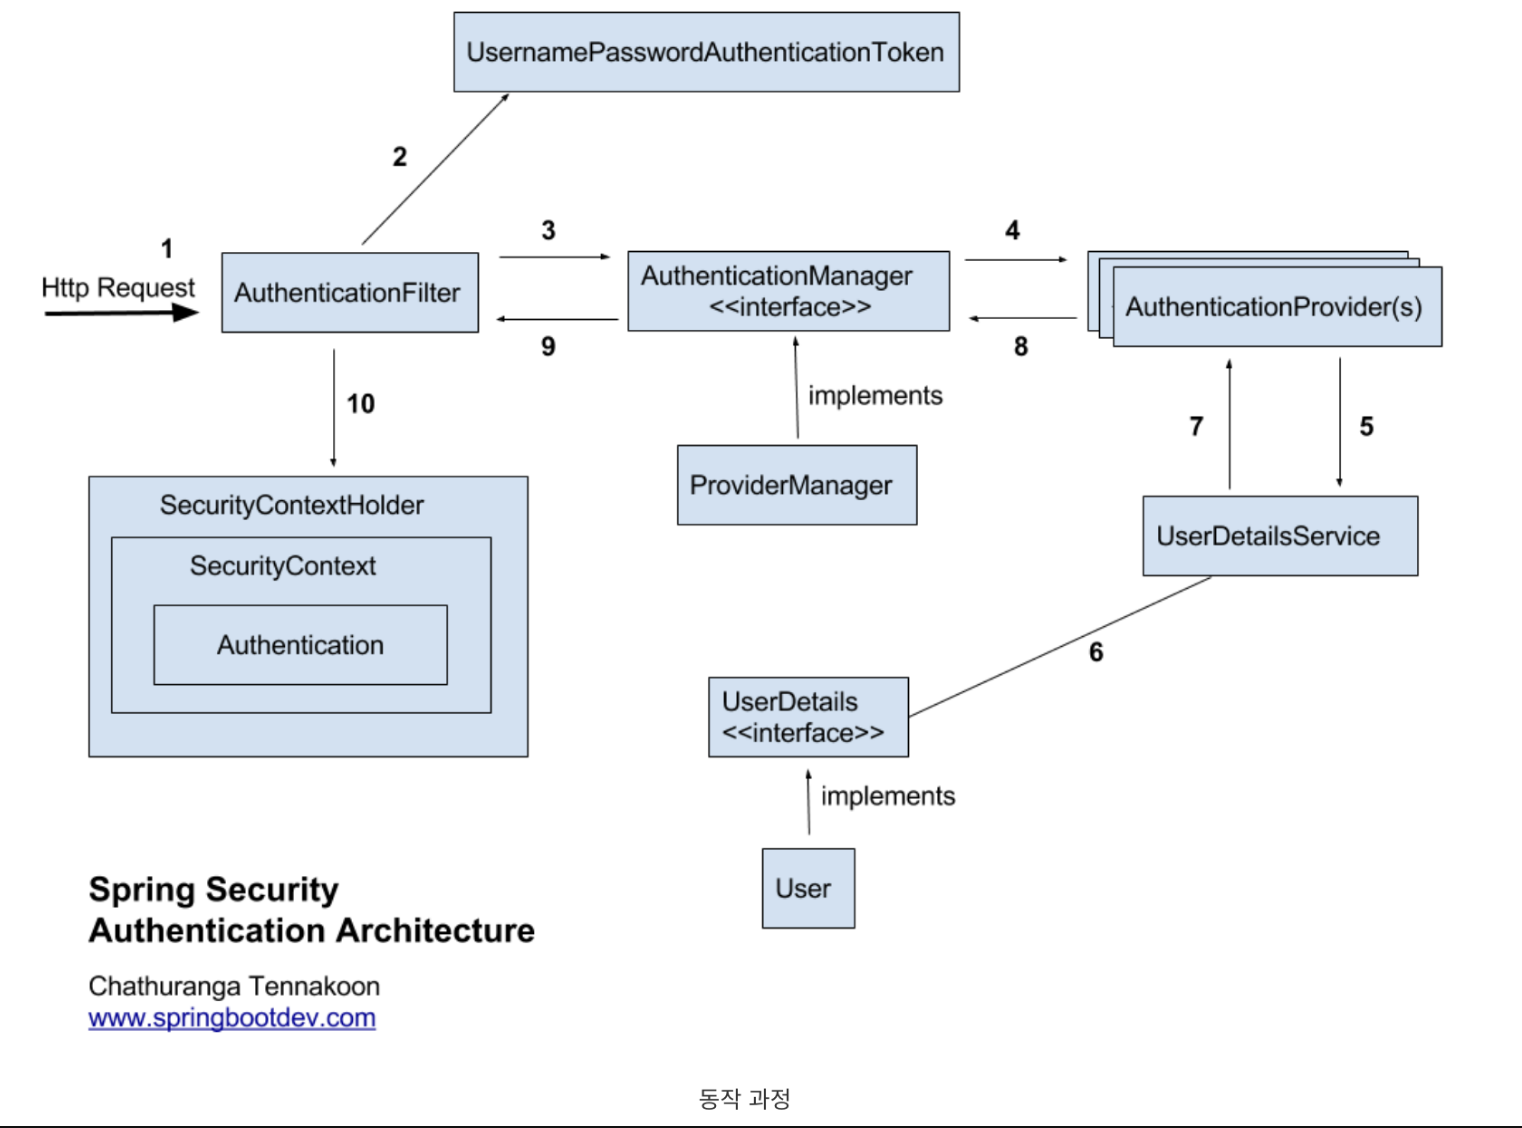 UsernamePasswordAuthenticationToken
2
1
Http Request
AuthenticationFilter
3
9
AuthenticationManager
<<interface>>
4
8
AuthenticationProvider(s)
10
implements
ProviderManager
7
5
UserDetailsService
SecurityContextHolder
SecurityContext
Authentication
6
UserDetails
<<interface>>
implements
User
Spring Security
Authentication Architecture
Chathuranga Tennakoon
www.springbootdev.com
동작 과정